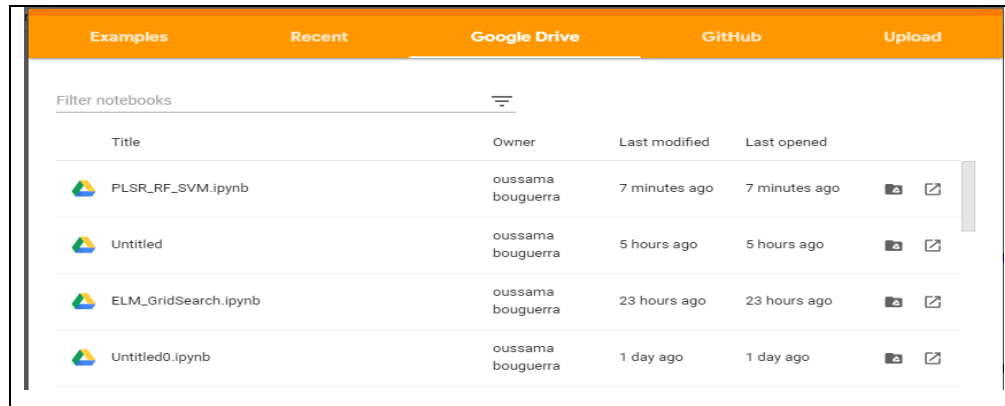 Examples Recent Google Drive GitHub Upload
Filter notebooks
Title Owner Last modified Last opened
PLSR_RF_SVM.ipynb oussama bouguerra 7 minutes ago 7 minutes ago
Untitled oussama bouguerra 5 hours ago 5 hours ago
ELM_GridSearch.ipynb oussama bouguerra 23 hours ago 23 hours ago
Untitled0.ipynb oussama bouguerra 1 day ago 1 day ago